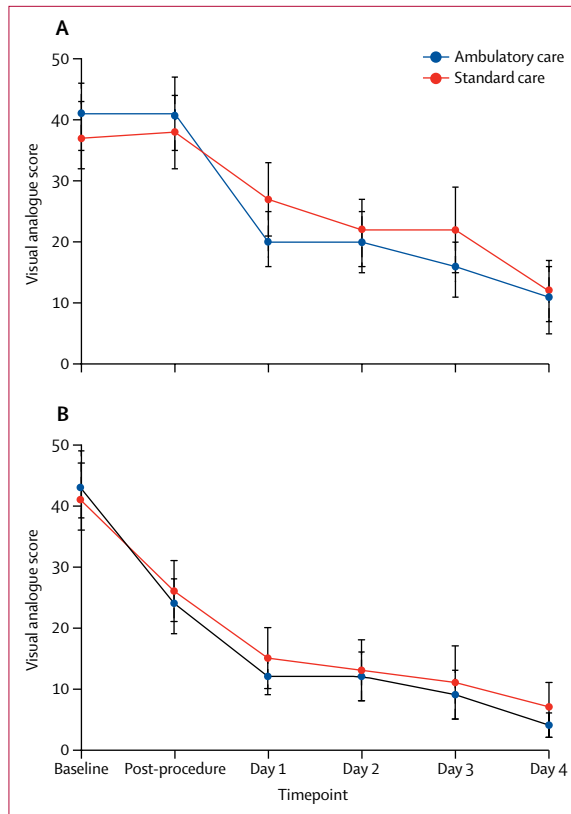 A
50
40
30
20
10
0
Visual analogue score
Ambulatory care
Standard care
B
50
40
30
20
10
0
Visual analogue score
Baseline Post-procedure Day 1 Day 2 Day 3 Day 4
Timepoint